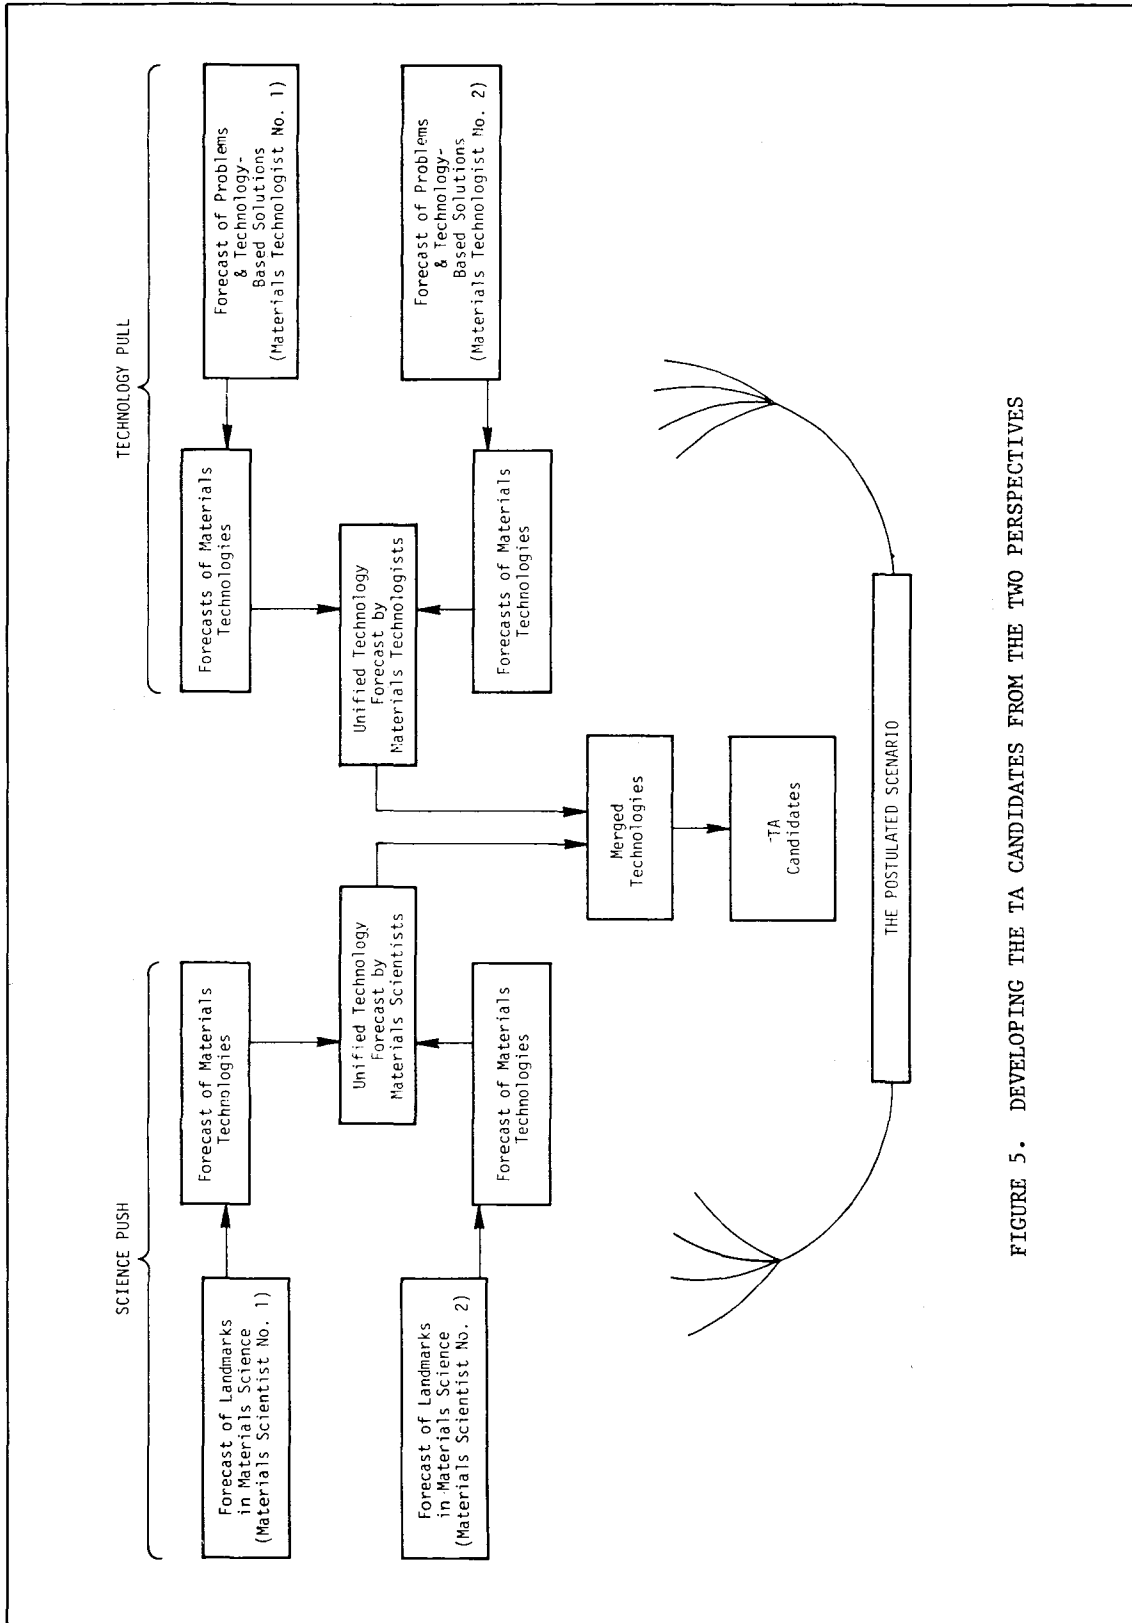 SCIENCE PUSH
TECHNOLOGY PULL
Forecast of Landmarks
in Materials Science
(Materials Scientist No. 1)
Forecast of Materials
Technologies
Forecasts of Materials
Technologies
Forecast of Problems
& Technology-
Based Solutions
(Materials Technologist No. 1)
Unified Technology
Forecast by
Materials Scientists
Unified Technology
Forecast by
Materials Technologists
Forecast of Landmarks
in Materials Science
(Materials Scientist No. 2)
Forecast of Materials
Technologies
Forecasts of Materials
Technologies
Forecast of Problems
& Technology-
Based Solutions
(Materials Technologist No. 2)
Merged
Technologies
TA
Candidates
THE POSTULATED SCENARIO
FIGURE 5. DEVELOPING THE TA CANDIDATES FROM THE TWO PERSPECTIVES